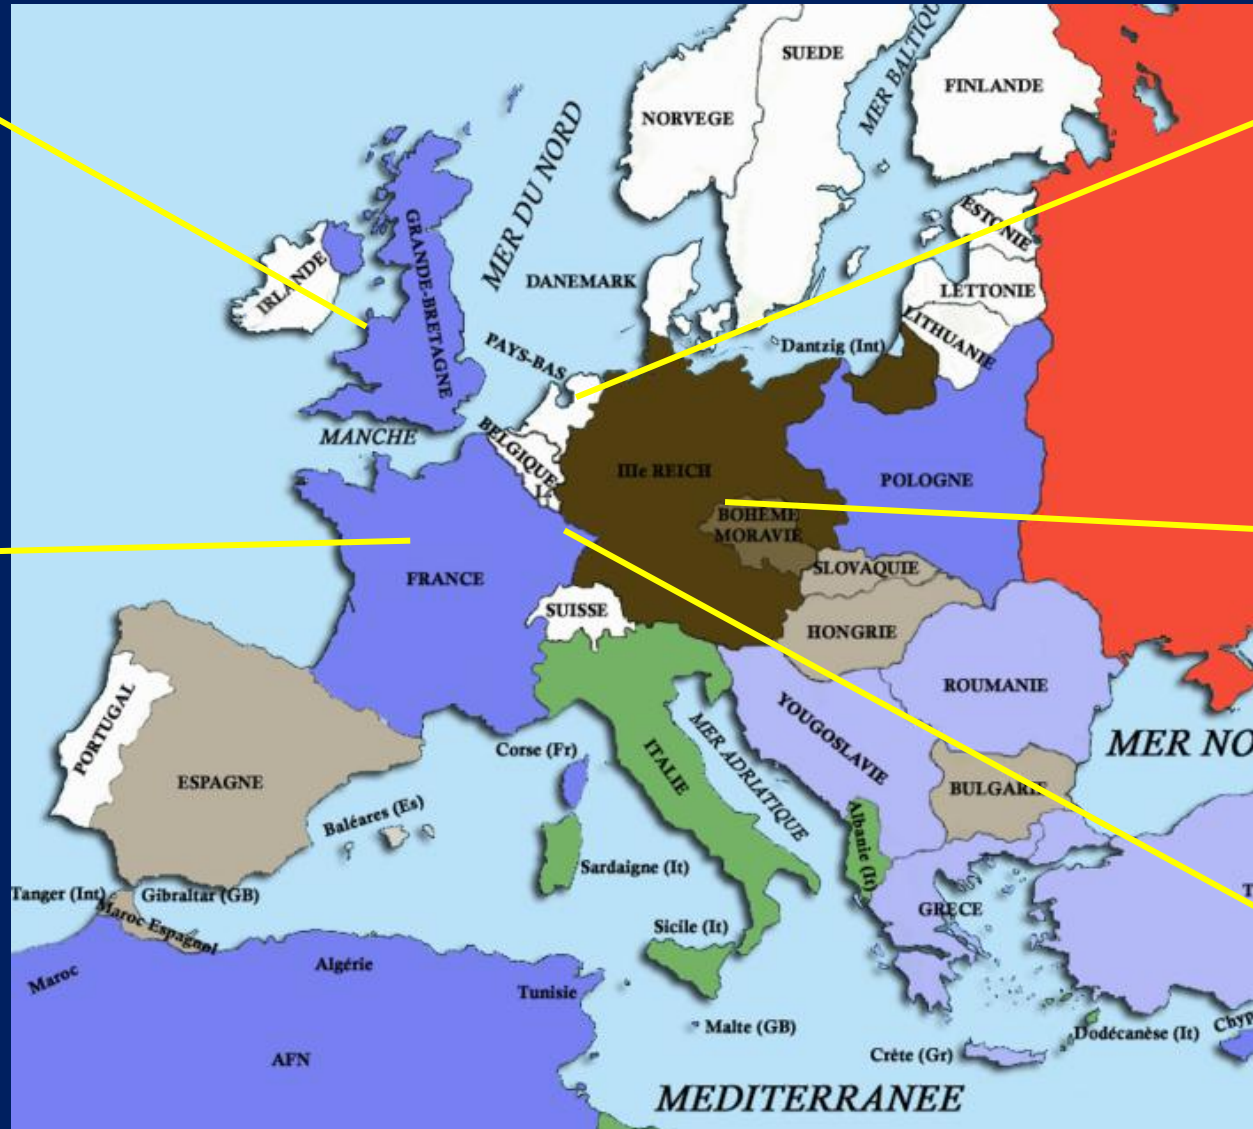 SUEDE
MER BALTIQU
FINLANDE
NORVEGE
MER DU NORD
ESTONIE
GRANDE-BRETAGNE
IRLANDE
DANEMARK
LETTONIE
LITHUANIE
PAYS-BAS
Dantzig (Int)
MANCHE
BELGIQUE
IIIe REICH
POLOGNE
BOHEME
MORAVIE
SLOVAQUIE
FRANCE
SUISSE
HONGRIE
ROUMANIE
PORTUGAL
YOUGOSLAVIE
MER NO
Corse (Fr)
ITALIE
MER ADRIATIQUE
ESPAGNE
BULGARIE
Baléares (Es)
Albanie (It)
Sardaigne (It)
Tanger (Int)
Gibraltar (GB)
T
Maroc Espagnol
GRECE
Sicile (It)
Maroc
Algérie
Tunisie
Malte (GB)
Dodécanèse (It)
Chyp
AFN
Crète (Gr)
MEDITERRANEE